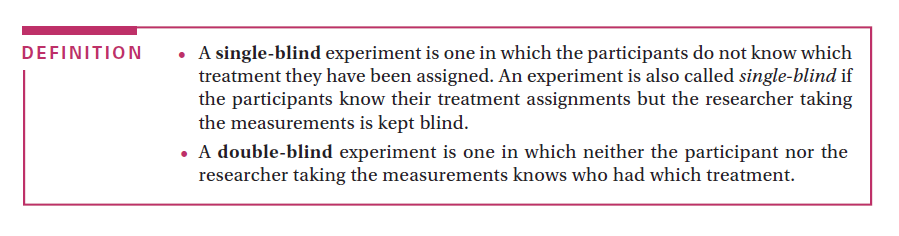 DEFINITION
• A single-blind experiment is one in which the participants do not know which
treatment they have been assigned. An experiment is also called single-blind if
the participants know their treatment assignments but the researcher taking
the measurements is kept blind.
• A double-blind experiment is one in which neither the participant nor the
researcher taking the measurements knows who had which treatment.